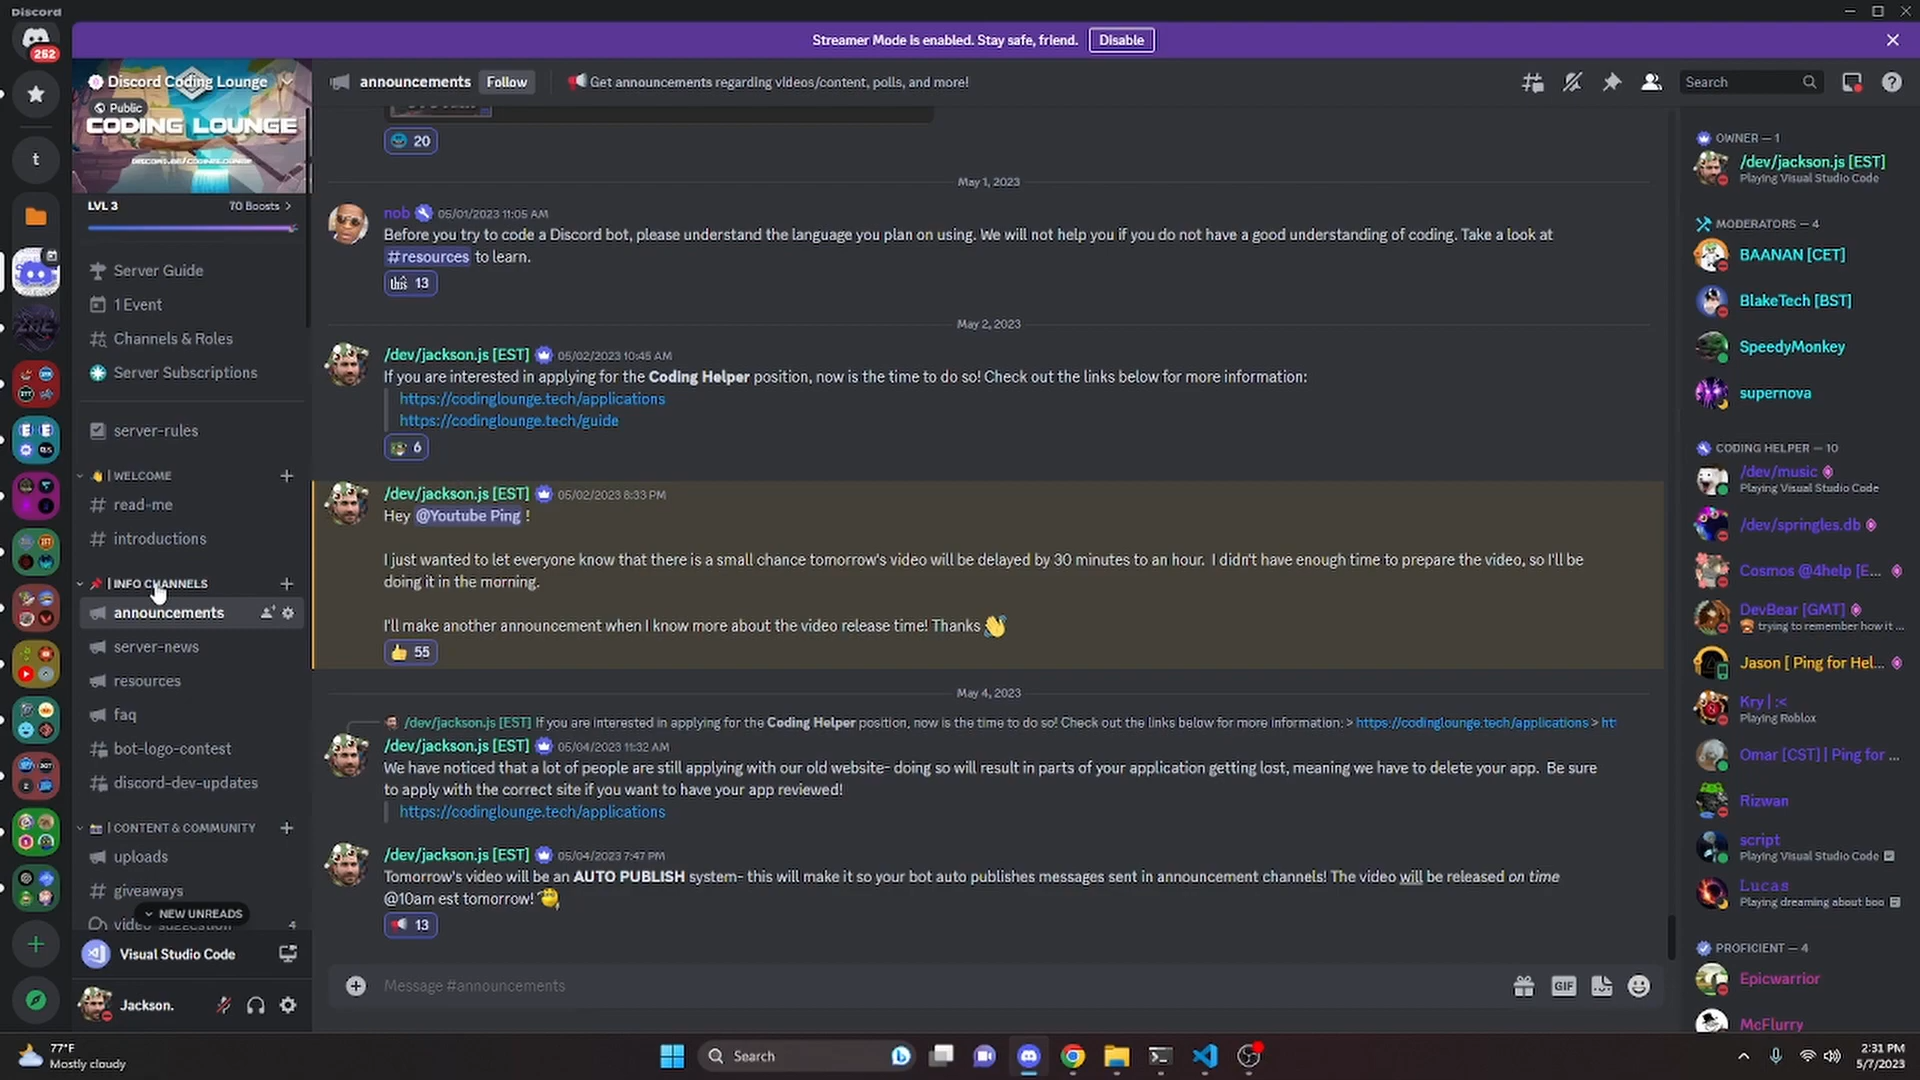 Discord
Streamer Mode is enabled. Stay safe, friend.
Disable
262
Discord Coding Lounge
Public
CODING LOUNGE
DISCORD.GG/CODINGLOUNGE
LVL 3
70 Boosts >
Server Guide
1 Event
Channels & Roles
Server Subscriptions
server-rules
| WELCOME
read-me
introductions
| INFO CHANNELS
announcements
server-news
resources
faq
bot-logo-contest
discord-dev-updates
| CONTENT & COMMUNITY
uploads
giveaways
NEW UNREADS
4
Visual Studio Code
Jackson.
t
announcements
Follow
Get announcements regarding videos/content, polls, and more!
Search
20
May 1, 2023
nob 05/01/2023 11:05 AM
Before you try to code a Discord bot, please understand the language you plan on using. We will not help you if you do not have a good understanding of coding. Take a look at
#resources to learn.
13
May 2, 2023
/dev/jackson.js [EST] 05/02/2023 10:45 AM
If you are interested in applying for the Coding Helper position, now is the time to do so! Check out the links below for more information:
https://codinglounge.tech/applications
https://codinglounge.tech/guide
6
/dev/jackson.js [EST] 05/02/2023 8:33 PM
Hey @Youtube Ping !
I just wanted to let everyone know that there is a small chance tomorrow's video will be delayed by 30 minutes to an hour. I didn't have enough time to prepare the video, so I'll be
doing it in the morning.
I'll make another announcement when I know more about the video release time! Thanks 👋
55
May 4, 2023
/dev/jackson.js [EST] If you are interested in applying for the Coding Helper position, now is the time to do so! Check out the links below for more information: > https://codinglounge.tech/applications > ht
/dev/jackson.js [EST] 05/04/2023 11:32 AM
We have noticed that a lot of people are still applying with our old website- doing so will result in parts of your application getting lost, meaning we have to delete your app. Be sure
to apply with the correct site if you want to have your app reviewed!
https://codinglounge.tech/applications
/dev/jackson.js [EST] 05/04/2023 7:47 PM
Tomorrow's video will be an AUTO PUBLISH system- this will make it so your bot auto publishes messages sent in announcement channels! The video will be released on time
@10am est tomorrow!
13
Message #announcements
GIF
OWNER — 1
/dev/jackson.js [EST]
Playing Visual Studio Code
MODERATORS — 4
BAANAN [CET]
BlakeTech [BST]
SpeedyMonkey
supernova
CODING HELPER — 10
/dev/music
Playing Visual Studio Code
/dev/springles.db
Cosmos @4help [E...
DevBear [GMT]
trying to remember how it ...
Jason [ Ping for Hel...
Kry | :<
Playing Roblox
Omar [CST] | Ping for ...
Rizwan
script
Playing Visual Studio Code
Lucas
Playing dreaming about boo
PROFICIENT — 4
Epicwarrior
McFlurry
77°F
Mostly cloudy
Search
2:31 PM
5/7/2023